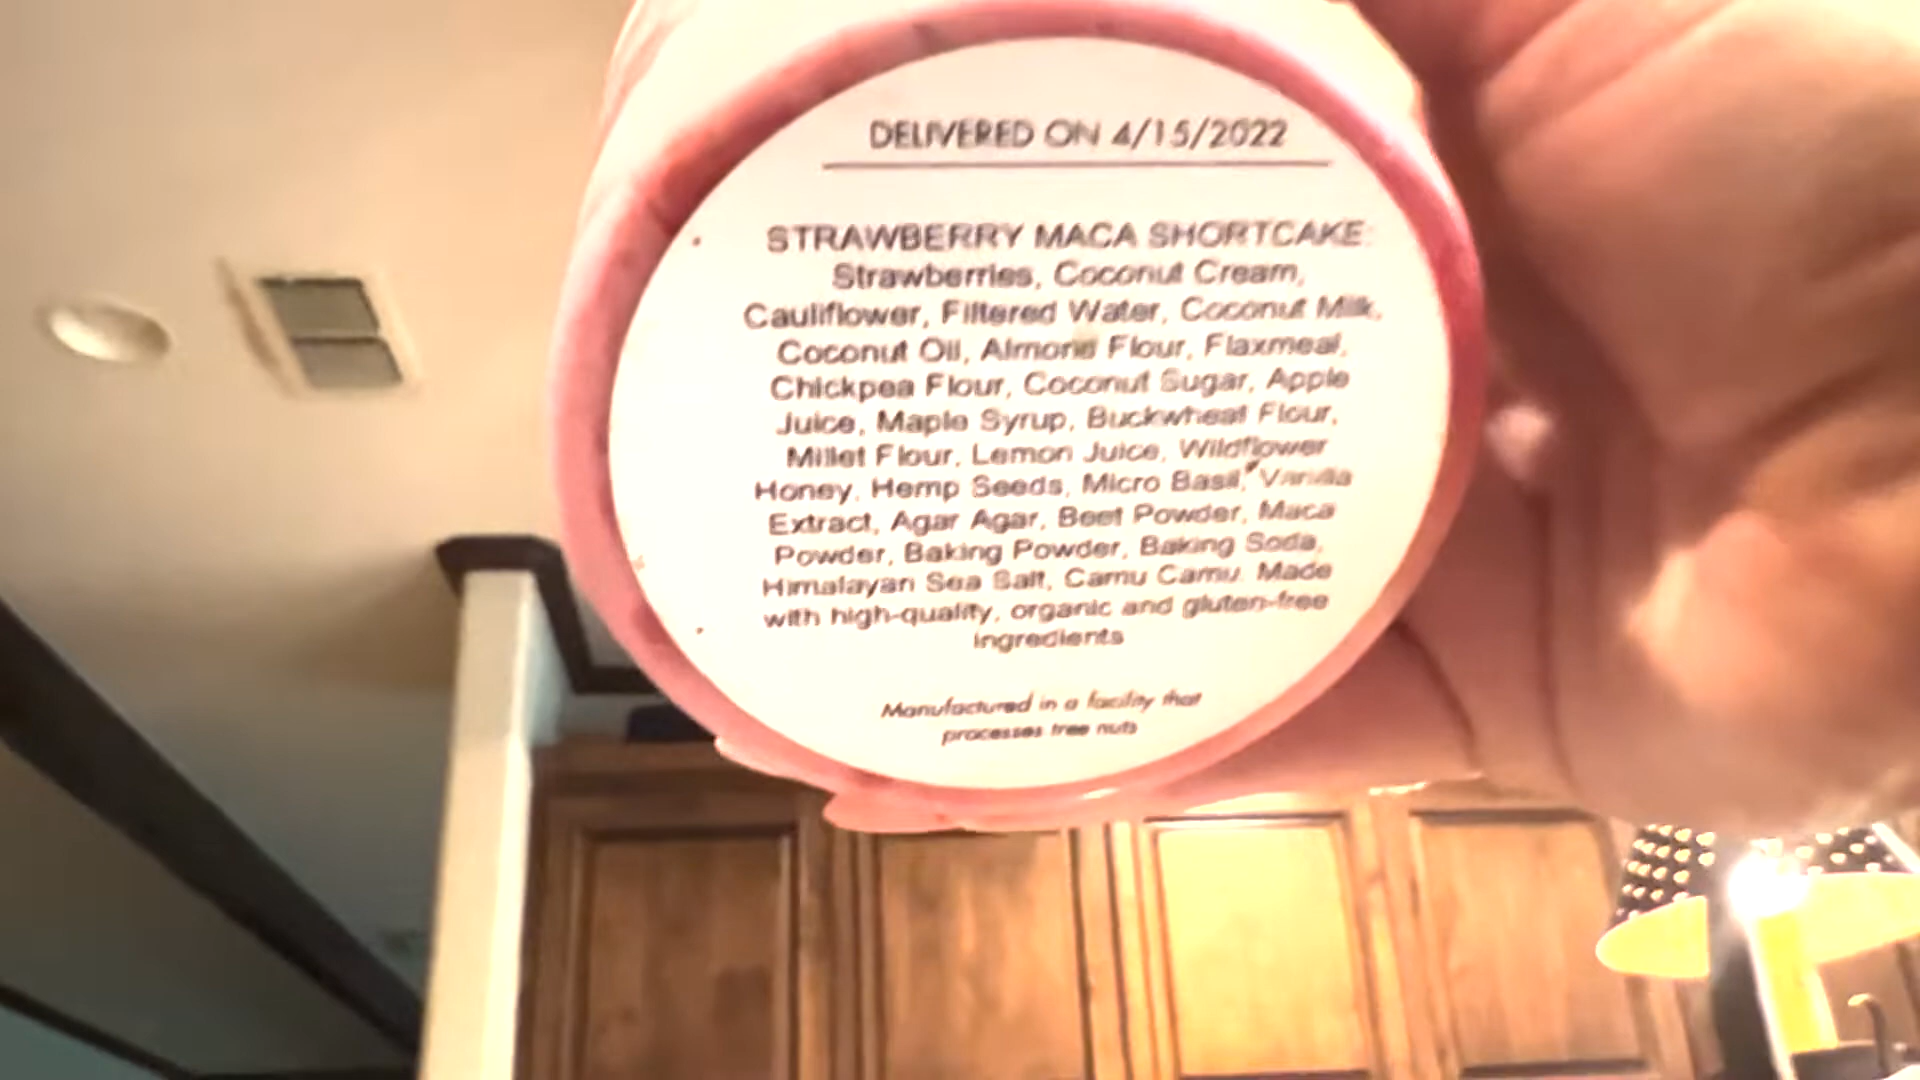 DELIVERED ON 4/15/2022
STRAWBERRY MACA SHORTCAKE:
Strawberries, Coconut Cream,
Cauliflower, Filtered Water, Coconut Milk,
Coconut Oil, Almond Flour, Flaxmeal,
Chickpea Flour, Coconut Sugar, Apple
Juice, Maple Syrup, Buckwheat Flour,
Millet Flour, Lemon Juice, Wildflower
Honey, Hemp Seeds, Micro Basil, Vanilla
Extract, Agar Agar, Beet Powder, Maca
Powder, Baking Powder, Baking Soda,
Himalayan Sea Salt, Camu Camu. Made
with high-quality, organic and gluten-free
ingredients
Manufactured in a facility that
processes tree nuts